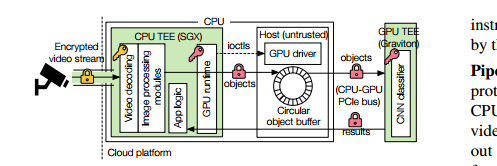 CPU
CPU TEE (SGX)
Host (untrusted)
GPU TEE
(Graviton)
Encrypted
video stream
Video decoding
Image processing
modules
App logic
GPU runtime
ioctls
objects
GPU driver
Circular
object buffer
objects
(CPU-GPU
PCIe bus)
results
CNN classifier
Cloud platform
instr
by th
Pipe
prot
CPU
vide
out